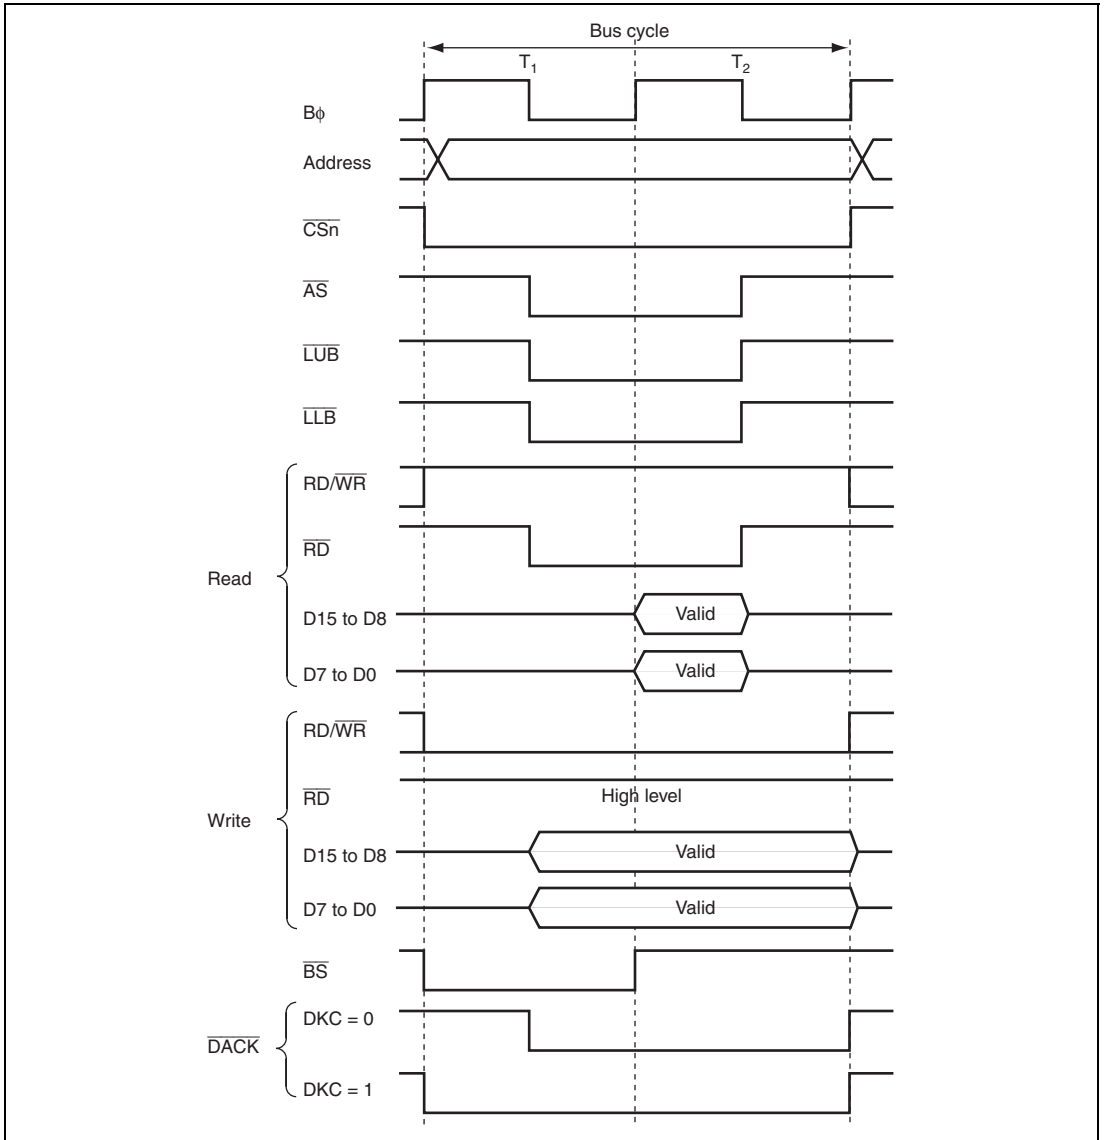 Bus cycle
T1 T2
Bϕ
Address
CSn
AS
LUB
LLB
Read
RD/WR
RD
D15 to D8 Valid
D7 to D0 Valid
Write
RD/WR
RD High level
D15 to D8 Valid
D7 to D0 Valid
BS
DACK
DKC = 0
DKC = 1